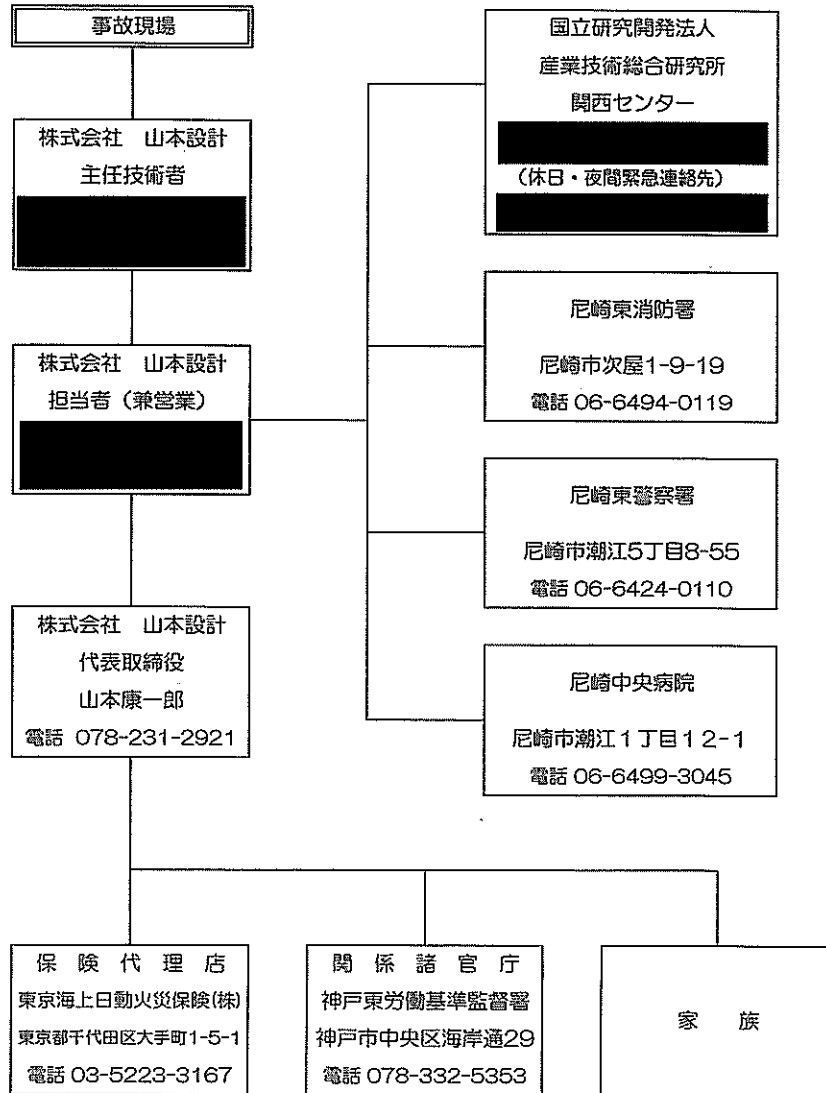 事故現場
株式会社　山本設計
主任技術者
株式会社　山本設計
担当者（兼営業）
株式会社　山本設計
代表取締役
山本康一郎
電話 078-231-2921
国立研究開発法人
産業技術総合研究所
関西センター
（休日・夜間緊急連絡先）
尼崎東消防署
尼崎市次屋1-9-19
電話 06-6494-0119
尼崎東警察署
尼崎市潮江5丁目8-55
電話 06-6424-0110
尼崎中央病院
尼崎市潮江１丁目１２-１
電話 06-6499-3045
保　険　代　理　店
東京海上日動火災保険(株)
東京都千代田区大手町1-5-1
電話 03-5223-3167
関　係　諸　官　庁
神戸東労働基準監督署
神戸市中央区海岸通29
電話 078-332-5353
家　族